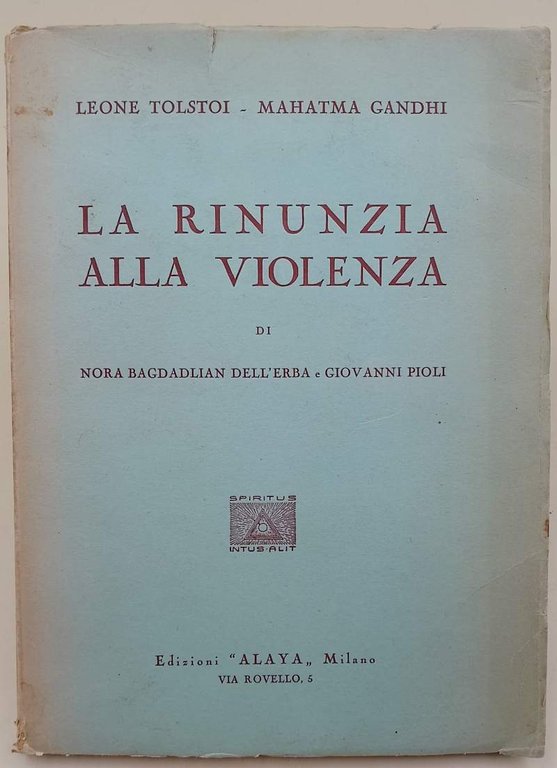 LEONE TOLSTOI - MAHATMA GANDHI
LA RINUNZIA
ALLA VIOLENZA
DI
NORA BAGDADLIAN DELL'ERBA e GIOVANNI PIOLI
SPIRITUS
INTUS·ALIT
Edizioni "ALAYA„ Milano
VIA ROVELLO, 5